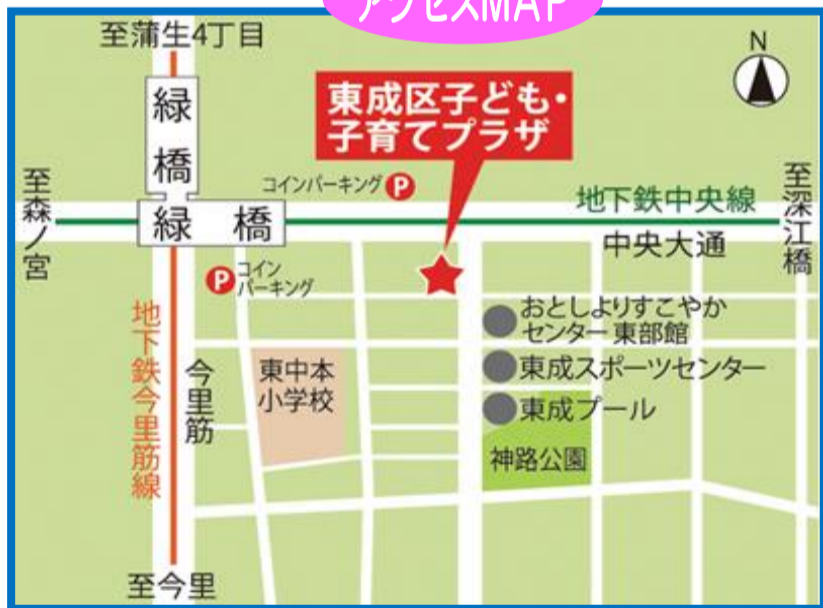 アクセスMAP
至蒲生4丁目
N
緑橋
東成区子ども・
子育てプラザ
コインパーキング P
至森ノ宮
地下鉄中央線
至深江橋
緑橋
中央大通
P コイン
パーキング
おとしよりすこやか
センター東部館
地下鉄今里筋線
今里筋
東中本
小学校
東成スポーツセンター
東成プール
神路公園
至今里